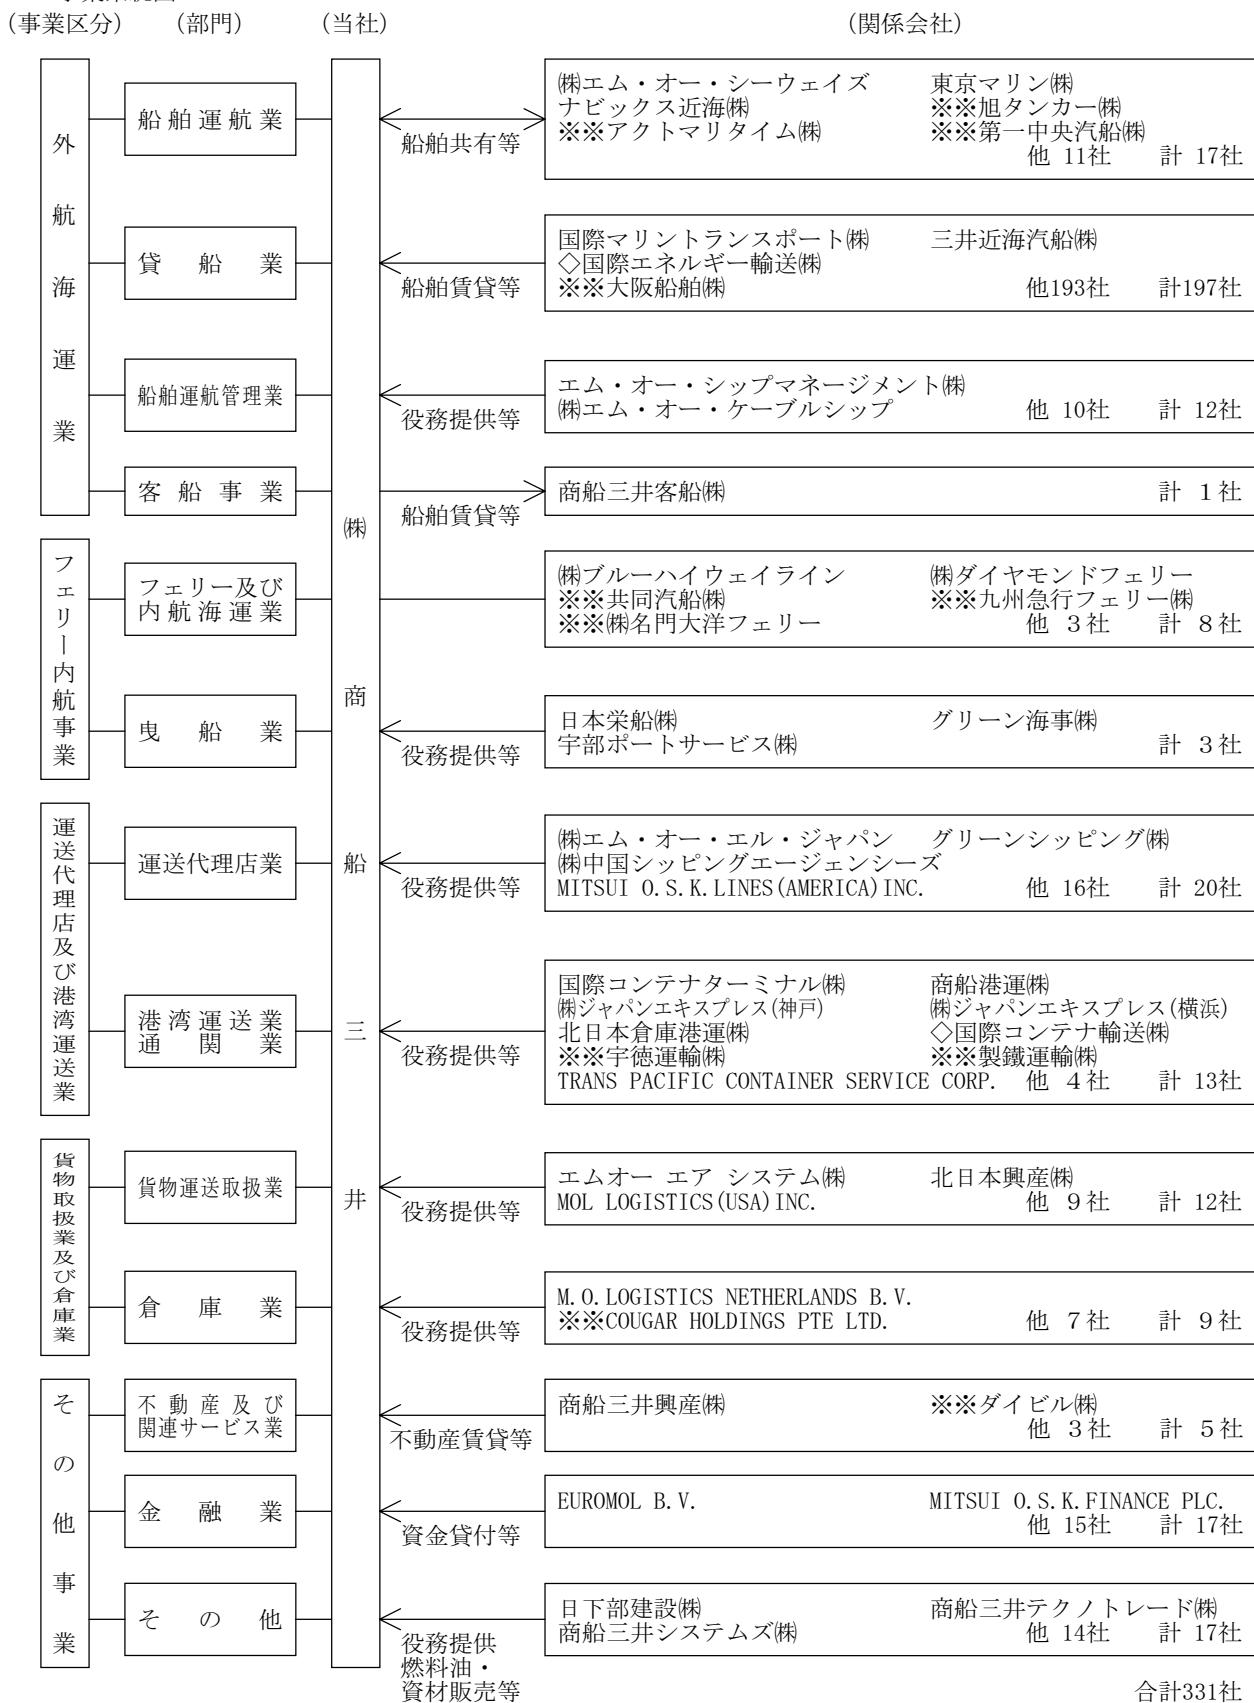 (事業区分) (部門) (当社) (関係会社)
外航海運業
船舶運航業
船舶共有等
㈱エム・オー・シーウェイズ 東京マリン㈱
ナビックス近海㈱ ※※旭タンカー㈱
※※アクトマリタイム㈱ ※※第一中央汽船㈱
他 11社 計 17社
貸船業
船舶賃貸等
国際マリントランスポート㈱ 三井近海汽船㈱
◇国際エネルギー輸送㈱
※※大阪船舶㈱ 他193社 計197社
船舶運航管理業
役務提供等
エム・オー・シップマネージメント㈱
㈱エム・オー・ケーブルシップ 他 10社 計 12社
客船事業
船舶賃貸等
商船三井客船㈱ 計 1社
㈱商船三井
フェリー内航事業
フェリー及び
内航海運業
㈱ブルーハイウェイライン ㈱ダイヤモンドフェリー
※※共同汽船㈱ ※※九州急行フェリー㈱
※※㈱名門大洋フェリー 他 3社 計 8社
曳船業
役務提供等
日本栄船㈱ グリーン海事㈱
宇部ポートサービス㈱ 計 3社
運送代理店及び港湾運送業
運送代理店業
役務提供等
㈱エム・オー・エル・ジャパン グリーンシッピング㈱
㈱中国シッピングエージェンシーズ
MITSUI O.S.K.LINES(AMERICA)INC. 他 16社 計 20社
港湾運送業
通関業
役務提供等
国際コンテナターミナル㈱ 商船港運㈱
㈱ジャパンエキスプレス(神戸) ㈱ジャパンエキスプレス(横浜)
北日本倉庫港運㈱ ◇国際コンテナ輸送㈱
※※宇徳運輸㈱ ※※製鐵運輸㈱
TRANS PACIFIC CONTAINER SERVICE CORP. 他 4社 計 13社
貨物取扱業及び倉庫業
貨物運送取扱業
役務提供等
エムオー エア システム㈱ 北日本興産㈱
MOL LOGISTICS(USA)INC. 他 9社 計 12社
倉庫業
役務提供等
M.O.LOGISTICS NETHERLANDS B.V.
※※COUGAR HOLDINGS PTE LTD. 他 7社 計 9社
その他事業
不動産及び
関連サービス業
不動産賃貸等
商船三井興産㈱ ※※ダイビル㈱
他 3社 計 5社
金融業
資金貸付等
EUROMOL B.V. MITSUI O.S.K.FINANCE PLC.
他 15社 計 17社
その他
役務提供
燃料油・
資材販売等
日下部建設㈱ 商船三井テクノトレード㈱
商船三井システムズ㈱ 他 14社 計 17社
合計331社